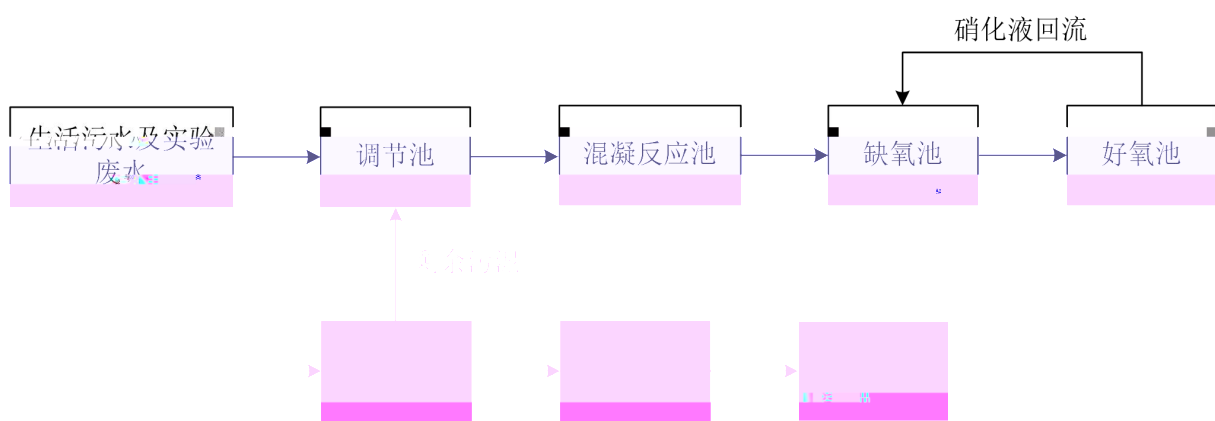 硝化液回流
生活污水及实验
废水
调节池
混凝反应池
缺氧池
好氧池